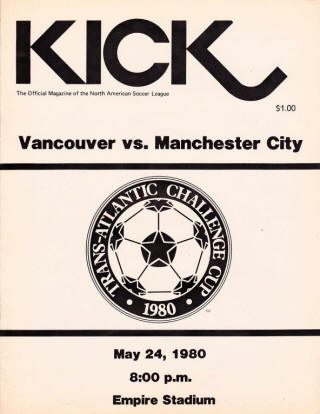 KICK
The Official Magazine of the North American Soccer League
$1.00
Vancouver vs. Manchester City
TRANS-ATLANTIC CHALLENGE CUP
• 1980 •
May 24, 1980
8:00 p.m.
Empire Stadium